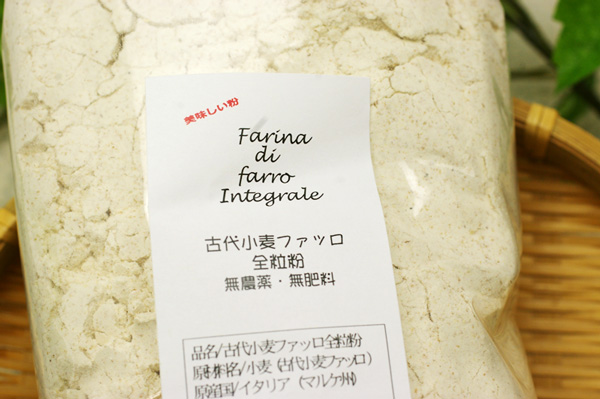 美味しい粉
Farina
di
farro
Integrale
古代小麦ファッロ
全粒粉
無農薬・無肥料
品名/古代小麦ファッロ全粒粉
原材料名/小麦（古代小麦ファッロ）
原産国/イタリア（マルケ州）